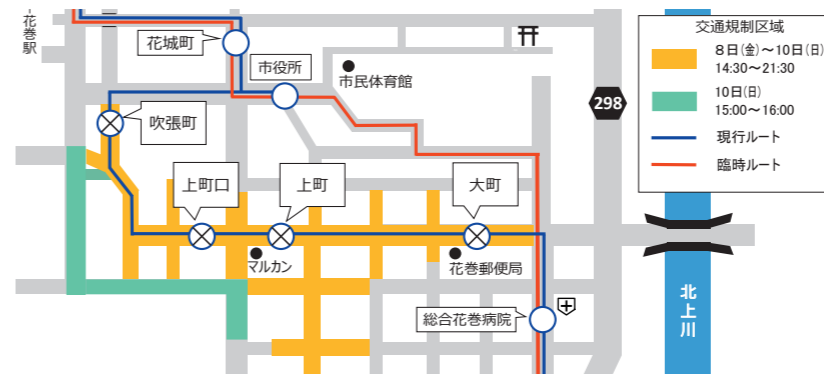 花巻駅
花城町
市役所
市民体育館
298
吹張町
上町口
上町
大町
マルカン
花巻郵便局
総合花巻病院
北上川
交通規制区域
8日(金)～10日(日)
14:30～21:30
10日(日)
15:00～16:00
現行ルート
臨時ルート